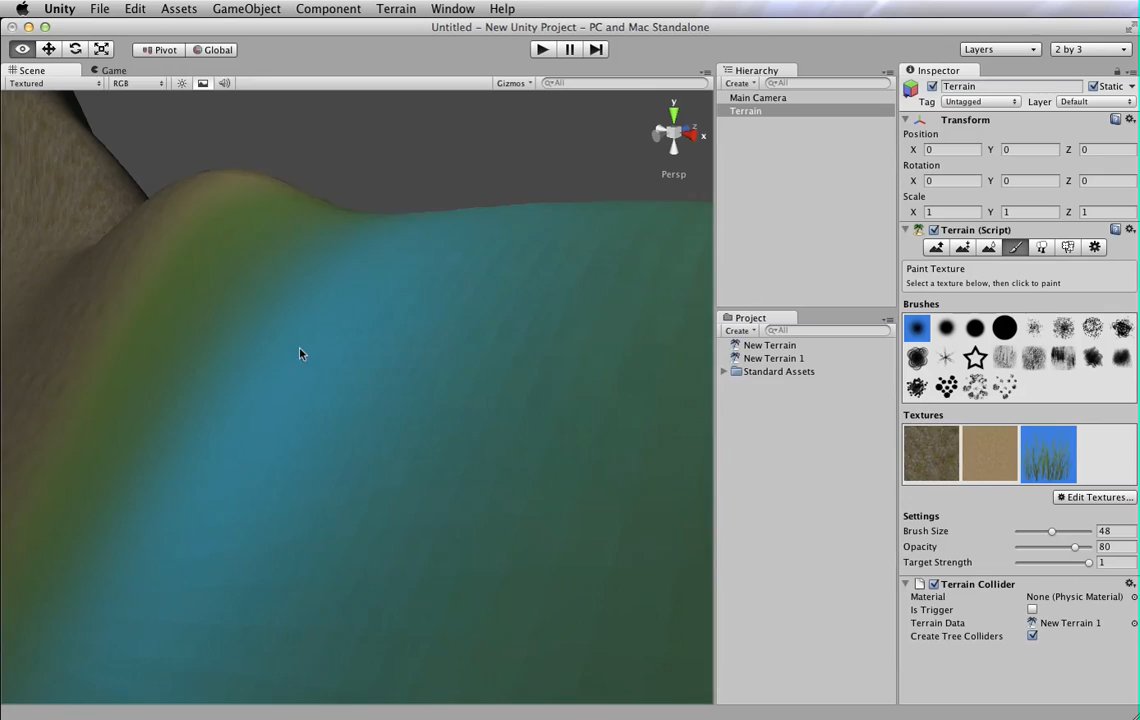 Unity File Edit Assets GameObject Component Terrain Window Help
Untitled – New Unity Project – PC and Mac Standalone
Pivot Global Layers 2 by 3
Scene Game Hierarchy Inspector
Textured RGB Gizmos All Create All Terrain Static
Main Camera Tag Untagged Layer Default
Terrain
Transform
Position
X 0 Y 0 Z 0
Rotation
X 0 Y 0 Z 0
Scale
X 1 Y 1 Z 1
y
z
x
Persp
Terrain (Script)
Paint Texture
Select a texture below, then click to paint
Brushes
Project
Create All
New Terrain
New Terrain 1
Standard Assets
Textures
Edit Textures...
Settings
Brush Size 48
Opacity 80
Target Strength 1
Terrain Collider
Material None (Physic Material)
Is Trigger
Terrain Data New Terrain 1
Create Tree Colliders